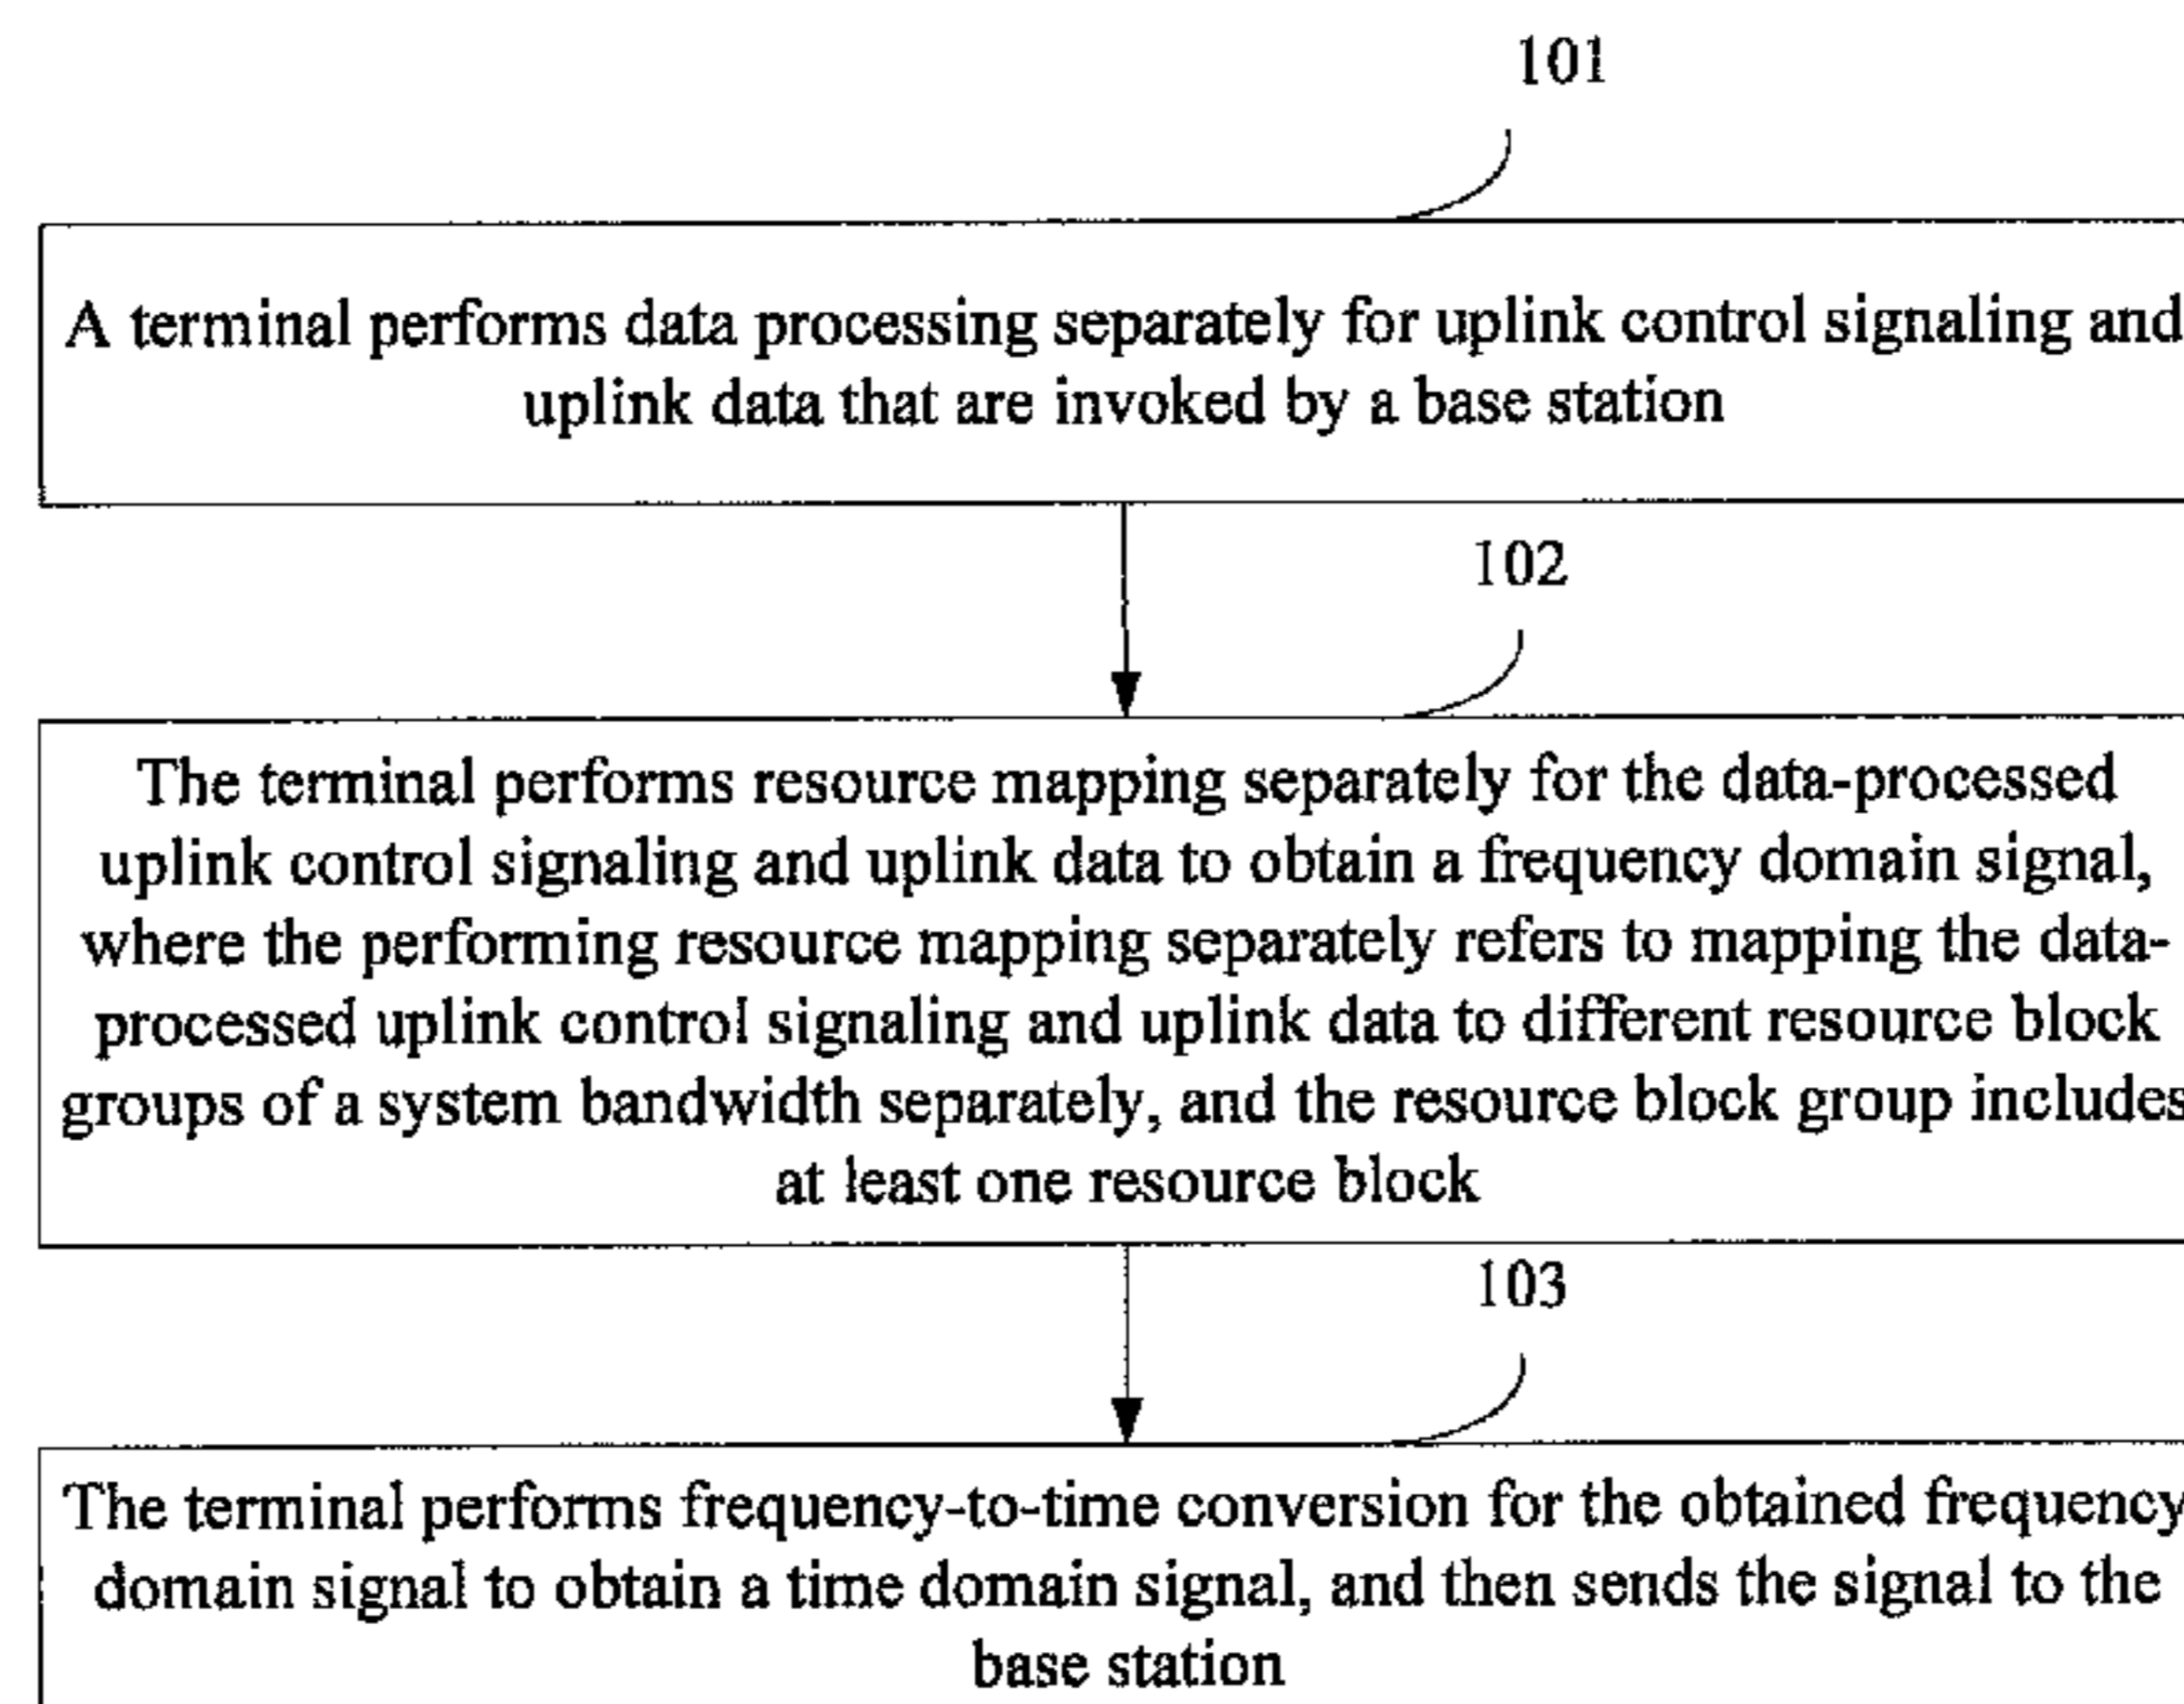 101
A terminal performs data processing separately for uplink control signaling and
uplink data that are invoked by a base station
102
The terminal performs resource mapping separately for the data-processed
uplink control signaling and uplink data to obtain a frequency domain signal,
where the performing resource mapping separately refers to mapping the data-
processed uplink control signaling and uplink data to different resource block
groups of a system bandwidth separately, and the resource block group includes
at least one resource block
103
The terminal performs frequency-to-time conversion for the obtained frequency
domain signal to obtain a time domain signal, and then sends the signal to the
base station